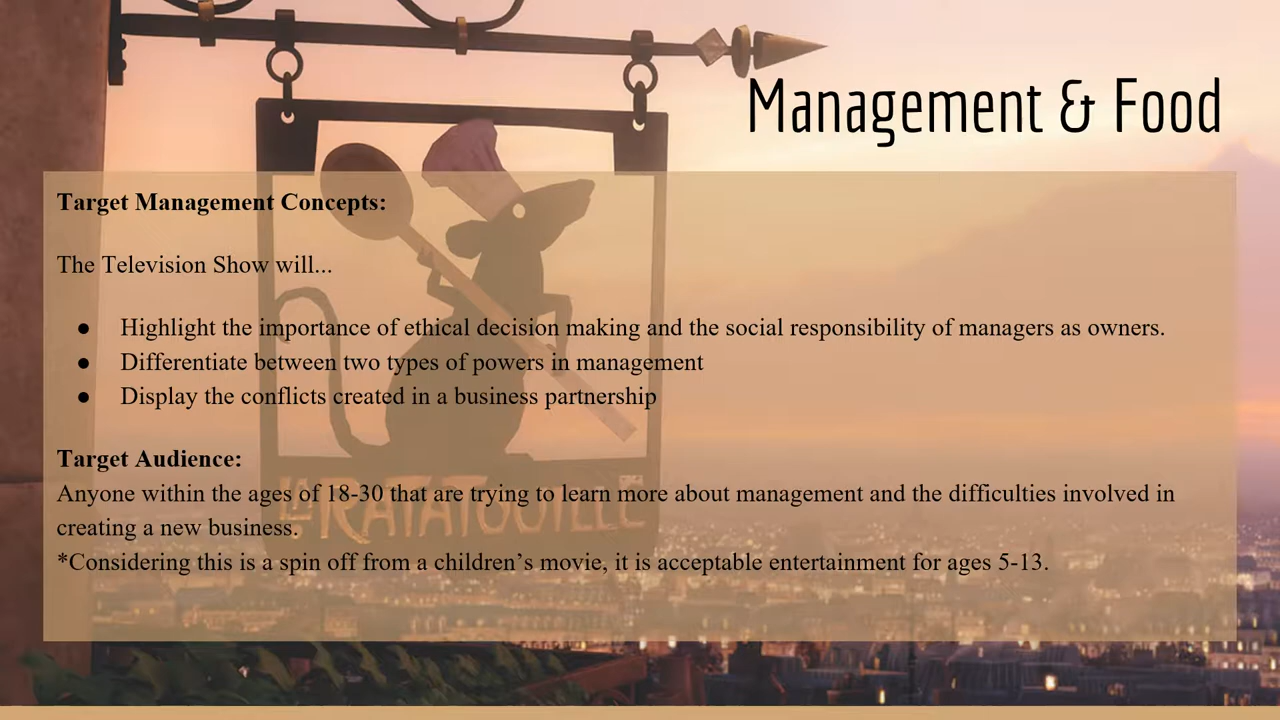 Management & Food
Target Management Concepts:
The Television Show will...
● Highlight the importance of ethical decision making and the social responsibility of managers as owners.
● Differentiate between two types of powers in management
● Display the conflicts created in a business partnership
Target Audience:
Anyone within the ages of 18-30 that are trying to learn more about management and the difficulties involved in
creating a new business.
*Considering this is a spin off from a children’s movie, it is acceptable entertainment for ages 5-13.
LA RATATOUILLE